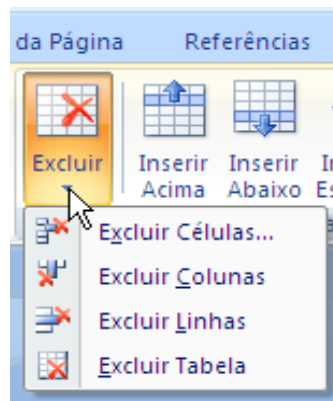 da Página Referências
Excluir Inserir Inserir
Acima Abaixo
Excluir Células...
Excluir Colunas
Excluir Linhas
Excluir Tabela